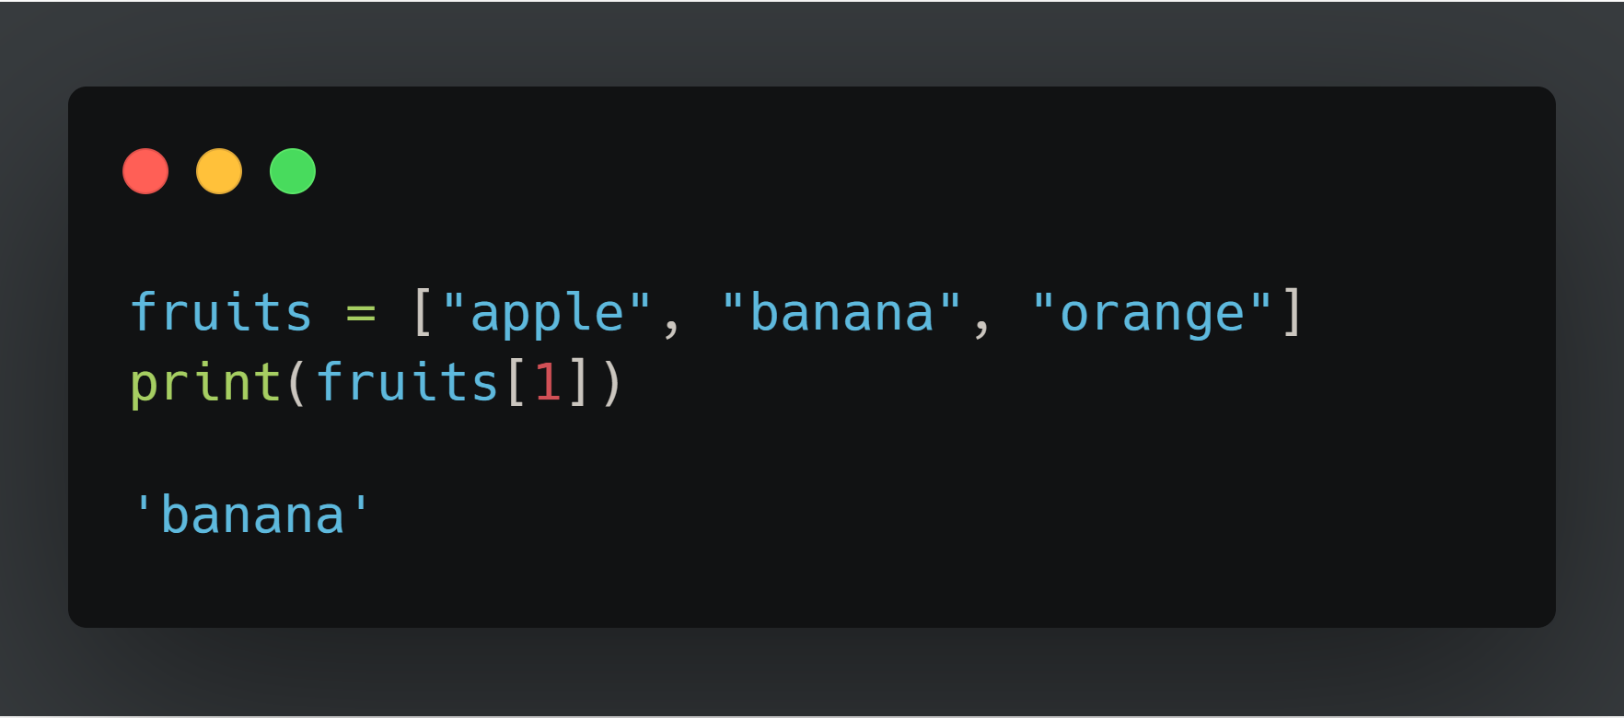 fruits = ["apple", "banana", "orange"]
print(fruits[1])
'banana'